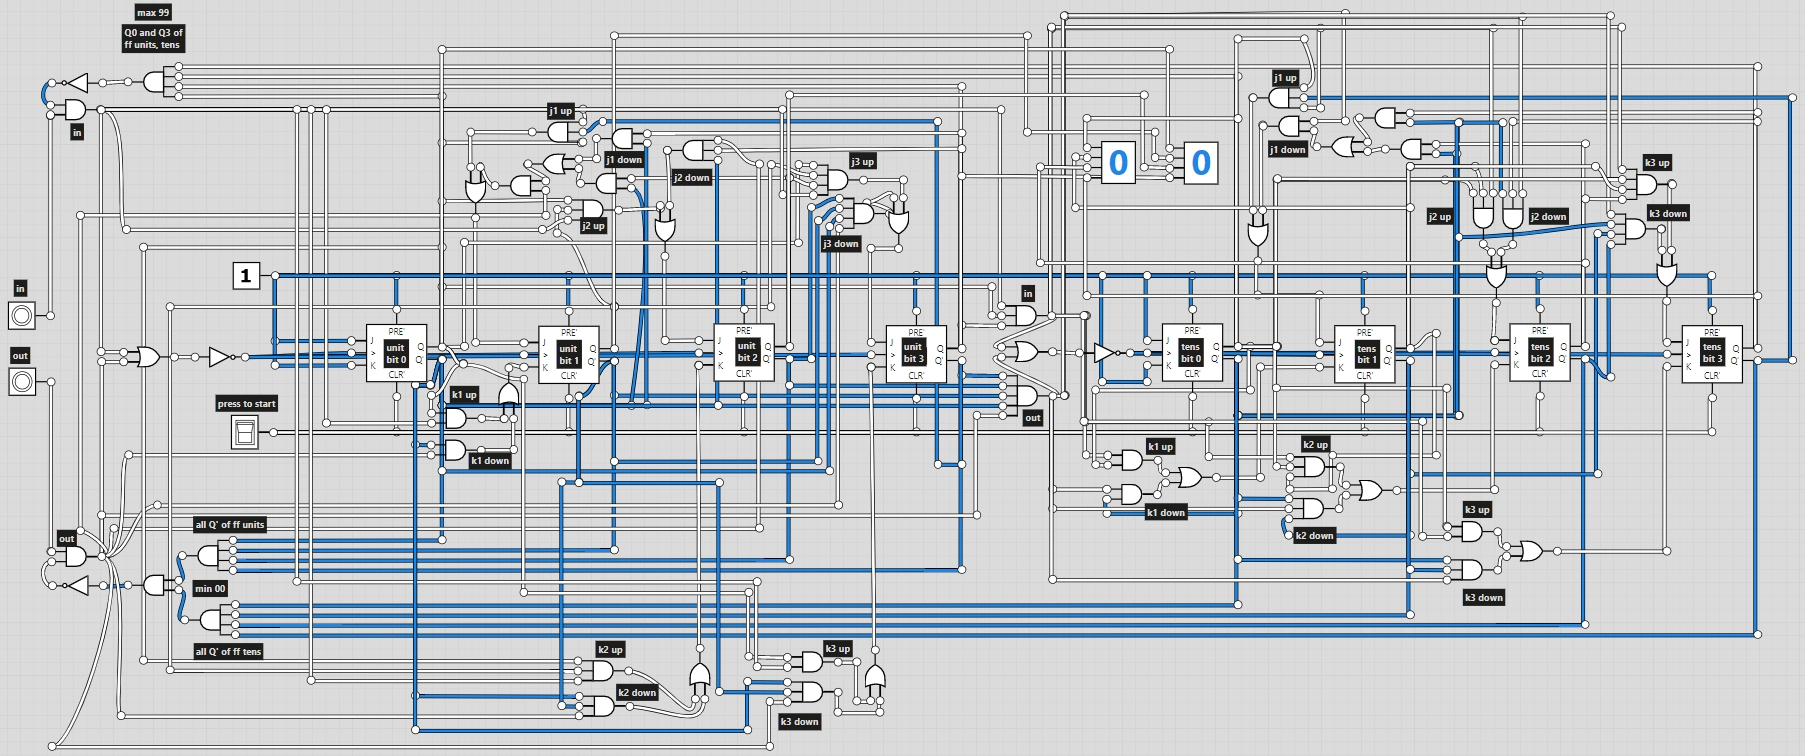 max 99
Q0 and Q3 of
ff units, tens
in
j1 up
j1 down
j2 down
j2 up
j3 up
j3 down
0
0
j1 up
j1 down
j2 up
j2 down
k3 up
k3 down
1
in
in
out
press to start
PRE'
J
>
K
Q
Q'
CLR'
unit
bit 0
PRE'
J
>
K
Q
Q'
CLR'
unit
bit 1
PRE'
J
>
K
Q
Q'
CLR'
unit
bit 2
PRE'
J
>
K
Q
Q'
CLR'
unit
bit 3
PRE'
J
>
K
Q
Q'
CLR'
tens
bit 0
PRE'
J
>
K
Q
Q'
CLR'
tens
bit 1
PRE'
J
>
K
Q
Q'
CLR'
tens
bit 2
PRE'
J
>
K
Q
Q'
CLR'
tens
bit 3
k1 up
k1 down
out
k1 up
k1 down
k2 up
k2 down
k3 up
k3 down
out
all Q' of ff units
min 00
all Q' of ff tens
k2 up
k2 down
k3 up
k3 down